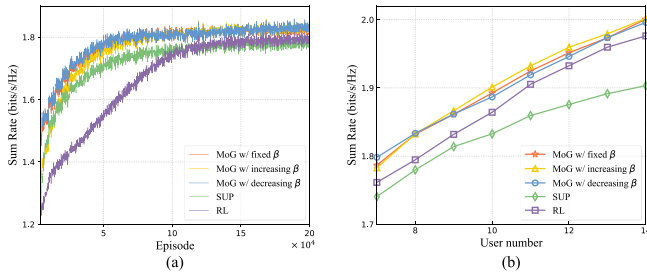 Sum Rate (bits/s/Hz)
1.8
1.6
1.4
1.2
5
10
15
20
× 10⁴
Episode
MoG w/ fixed β
MoG w/ increasing β
MoG w/ decreasing β
SUP
RL
(a)
Sum Rate (bits/s/Hz)
2.0
1.9
1.8
1.7
8
10
12
14
User number
MoG w/ fixed β
MoG w/ increasing β
MoG w/ decreasing β
SUP
RL
(b)